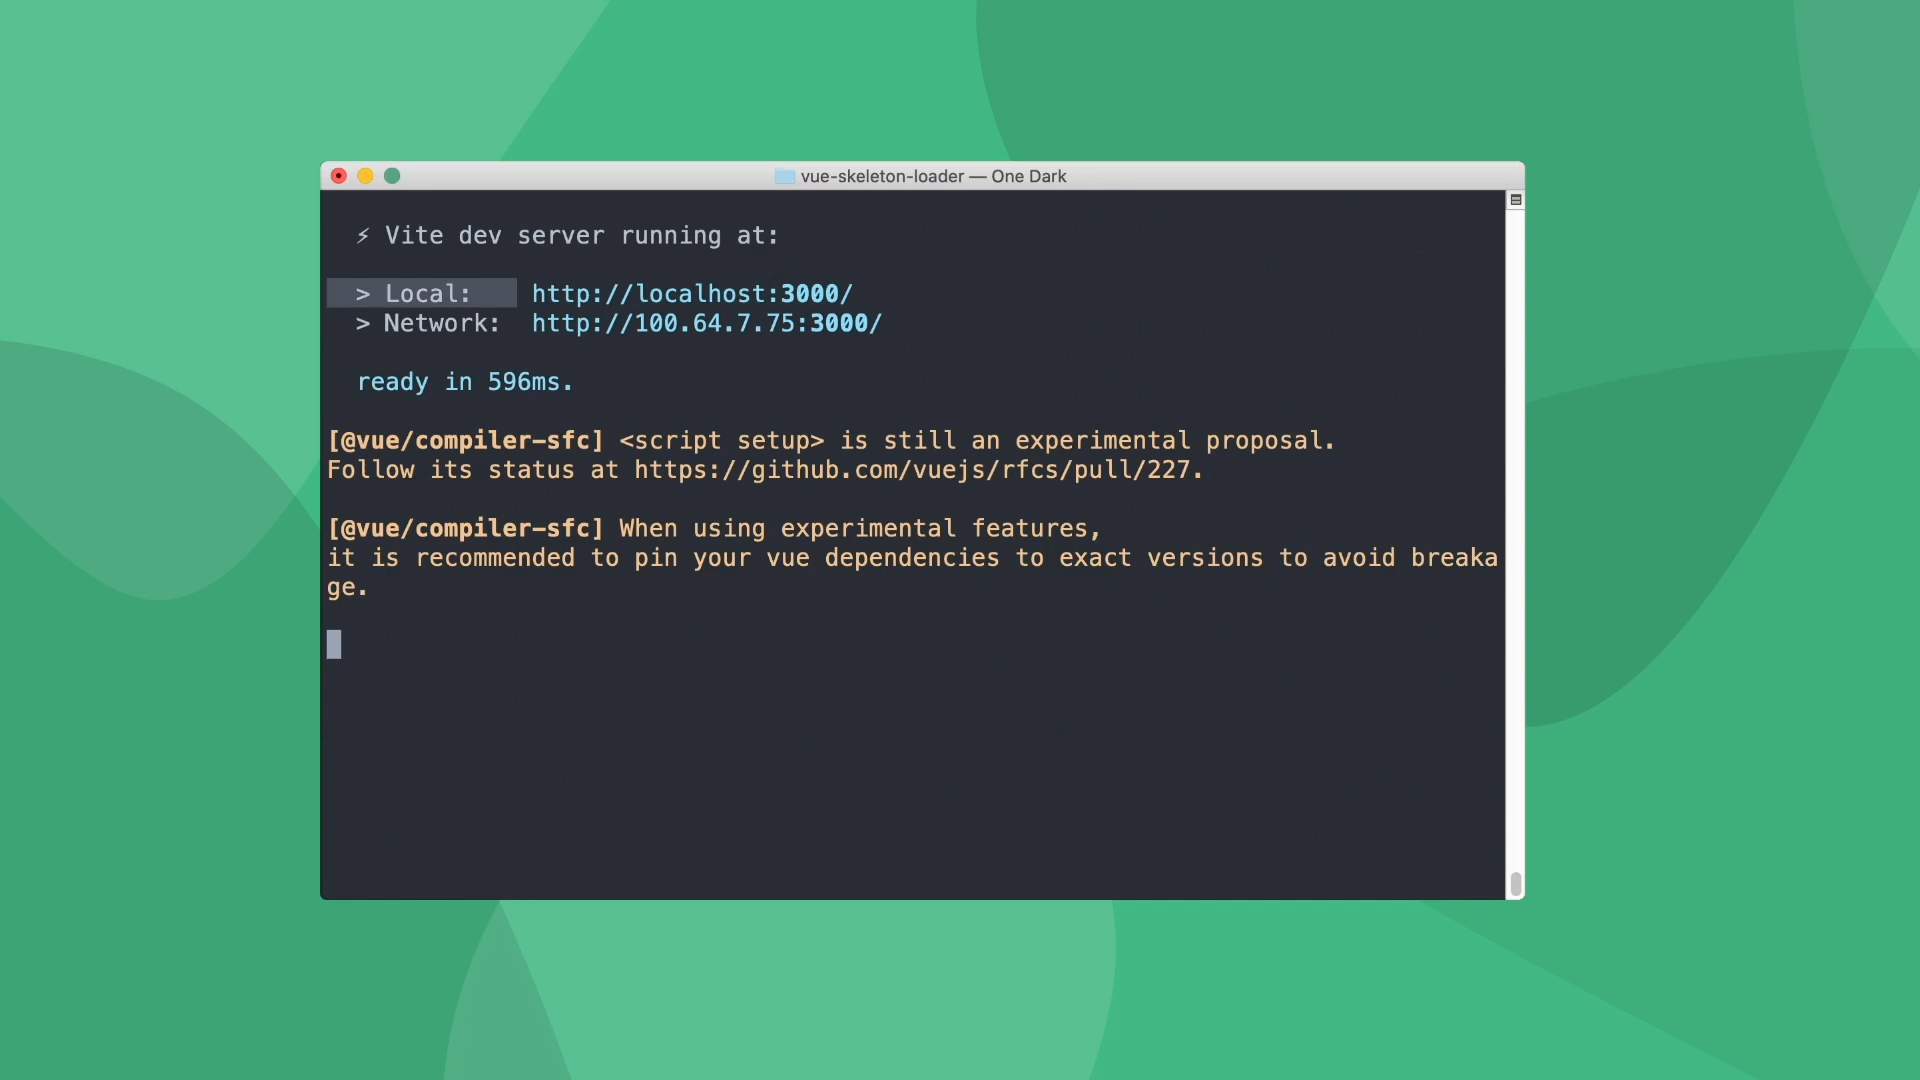 vue-skeleton-loader — One Dark
⚡ Vite dev server running at:
> Local: http://localhost:3000/
> Network: http://100.64.7.75:3000/
ready in 596ms.
[@vue/compiler-sfc] <script setup> is still an experimental proposal.
Follow its status at https://github.com/vuejs/rfcs/pull/227.
[@vue/compiler-sfc] When using experimental features,
it is recommended to pin your vue dependencies to exact versions to avoid breaka
ge.